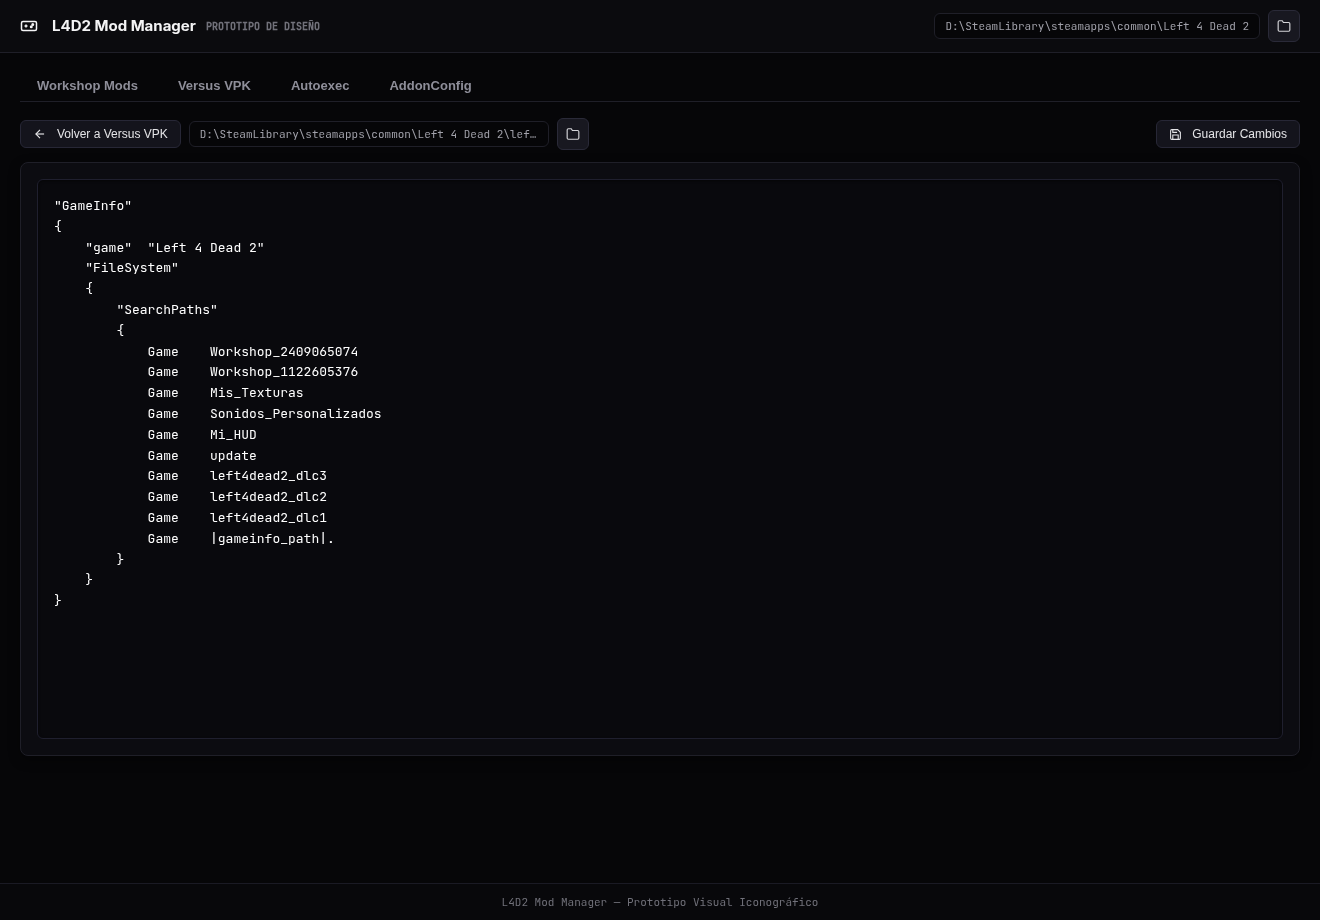 L4D2 Mod Manager PROTOTIPO DE DISEÑO
D:\SteamLibrary\steamapps\common\Left 4 Dead 2
Workshop Mods Versus VPK Autoexec AddonConfig
Volver a Versus VPK D:\SteamLibrary\steamapps\common\Left 4 Dead 2\lef… Guardar Cambios
"GameInfo"
{
    "game"  "Left 4 Dead 2"
    "FileSystem"
    {
        "SearchPaths"
        {
            Game    Workshop_2409065074
            Game    Workshop_1122605376
            Game    Mis_Texturas
            Game    Sonidos_Personalizados
            Game    Mi_HUD
            Game    update
            Game    left4dead2_dlc3
            Game    left4dead2_dlc2
            Game    left4dead2_dlc1
            Game    |gameinfo_path|.
        }
    }
}
L4D2 Mod Manager — Prototipo Visual Iconográfico